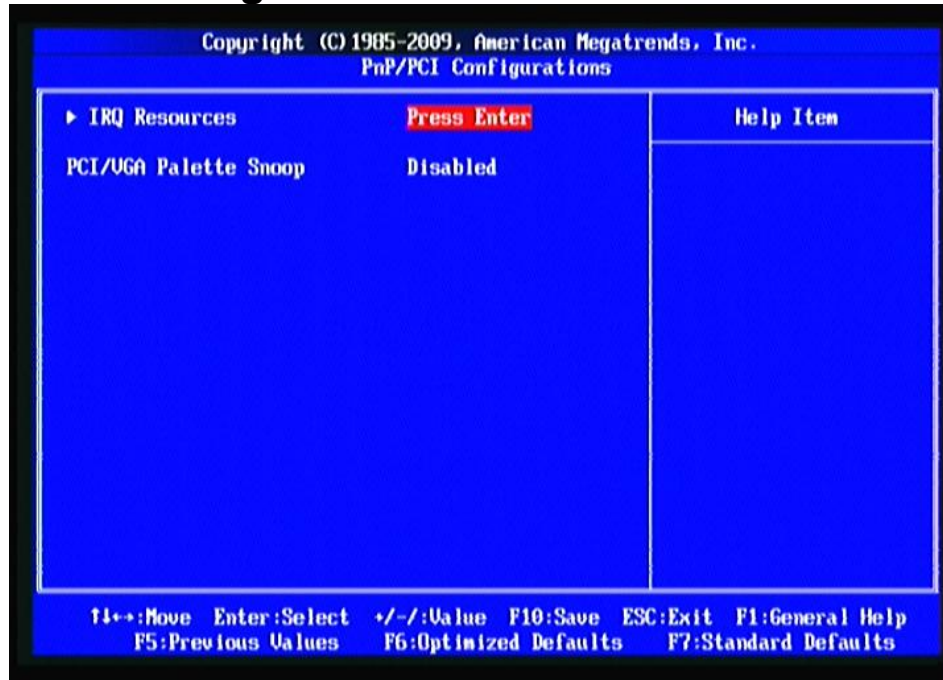 Copyright (C)1985-2009, American Megatrends, Inc.
PnP/PCI Configurations
▶ IRQ Resources Press Enter
Help Item
PCI/VGA Palette Snoop Disabled
↑↓↔:Move Enter:Select +/-/:Value F10:Save ESC:Exit F1:General Help
F5:Previous Values F6:Optimized Defaults F7:Standard Defaults